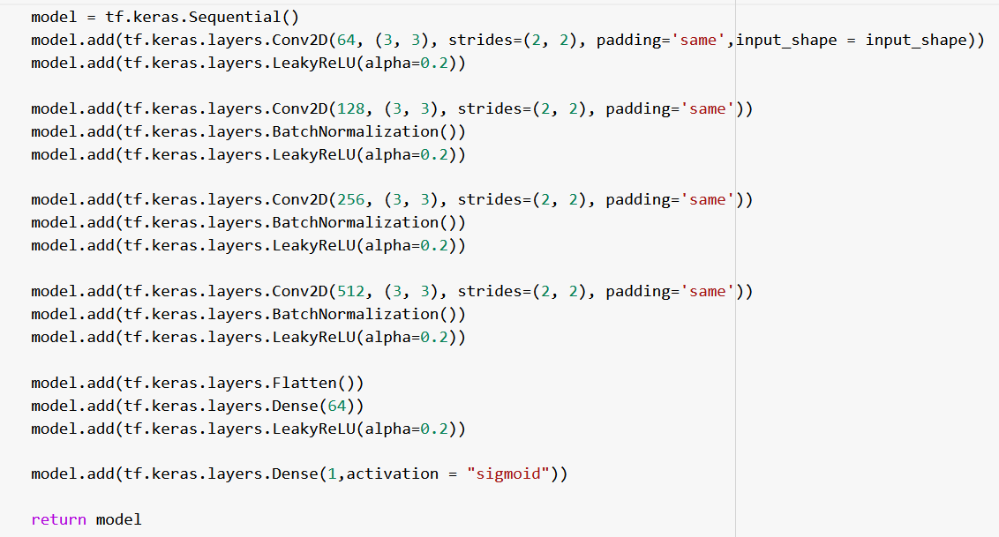 model = tf.keras.Sequential()
model.add(tf.keras.layers.Conv2D(64, (3, 3), strides=(2, 2), padding='same',input_shape = input_shape))
model.add(tf.keras.layers.LeakyReLU(alpha=0.2))
model.add(tf.keras.layers.Conv2D(128, (3, 3), strides=(2, 2), padding='same'))
model.add(tf.keras.layers.BatchNormalization())
model.add(tf.keras.layers.LeakyReLU(alpha=0.2))
model.add(tf.keras.layers.Conv2D(256, (3, 3), strides=(2, 2), padding='same'))
model.add(tf.keras.layers.BatchNormalization())
model.add(tf.keras.layers.LeakyReLU(alpha=0.2))
model.add(tf.keras.layers.Conv2D(512, (3, 3), strides=(2, 2), padding='same'))
model.add(tf.keras.layers.BatchNormalization())
model.add(tf.keras.layers.LeakyReLU(alpha=0.2))
model.add(tf.keras.layers.Flatten())
model.add(tf.keras.layers.Dense(64))
model.add(tf.keras.layers.LeakyReLU(alpha=0.2))
model.add(tf.keras.layers.Dense(1,activation = "sigmoid"))
return model